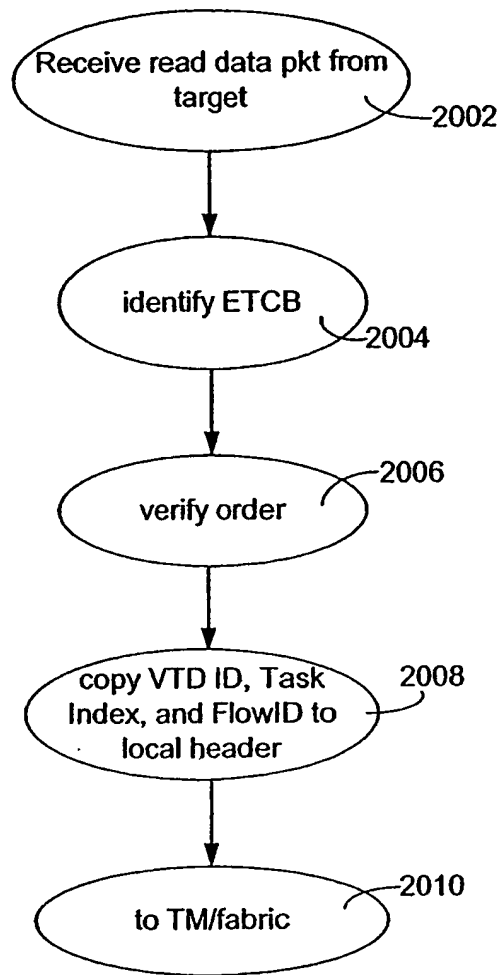 Receive read data pkt from
target
2002
identify ETCB
2004
2006
verify order
copy VTD ID, Task
Index, and FlowID to
local header
2008
2010
to TM/fabric